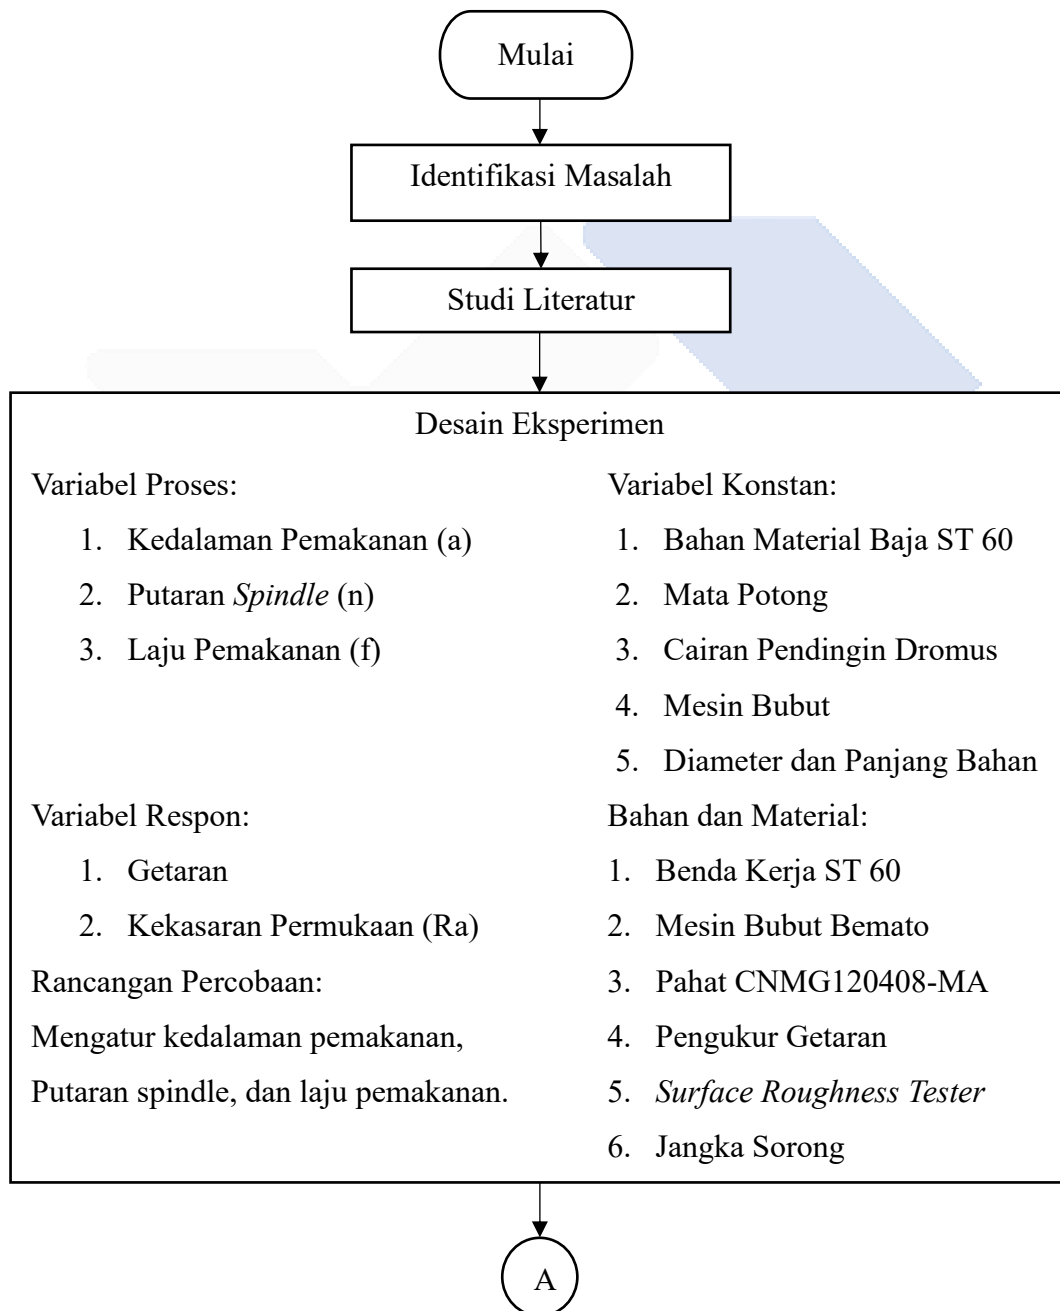 Mulai
Identifikasi Masalah
Studi Literatur
Desain Eksperimen
Variabel Proses:
1. Kedalaman Pemakanan (a)
2. Putaran Spindle (n)
3. Laju Pemakanan (f)
Variabel Konstan:
1. Bahan Material Baja ST 60
2. Mata Potong
3. Cairan Pendingin Dromus
4. Mesin Bubut
5. Diameter dan Panjang Bahan
Variabel Respon:
1. Getaran
2. Kekasaran Permukaan (Ra)
Rancangan Percobaan:
Mengatur kedalaman pemakanan,
Putaran spindle, dan laju pemakanan.
Bahan dan Material:
1. Benda Kerja ST 60
2. Mesin Bubut Bemato
3. Pahat CNMG120408-MA
4. Pengukur Getaran
5. Surface Roughness Tester
6. Jangka Sorong
A